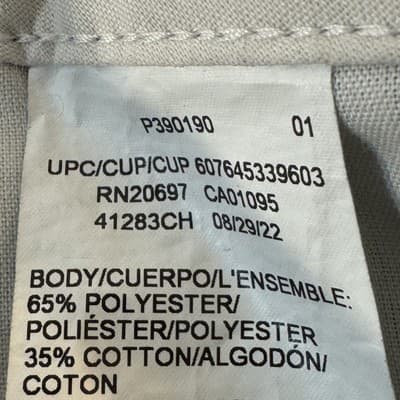 P390190 01
UPC/CUP/CUP 607645339603
RN20697 CA01095
41283CH 08/29/22
BODY/CUERPO/L'ENSEMBLE:
65% POLYESTER/
POLIÉSTER/POLYESTER
35% COTTON/ALGODÓN/
COTON